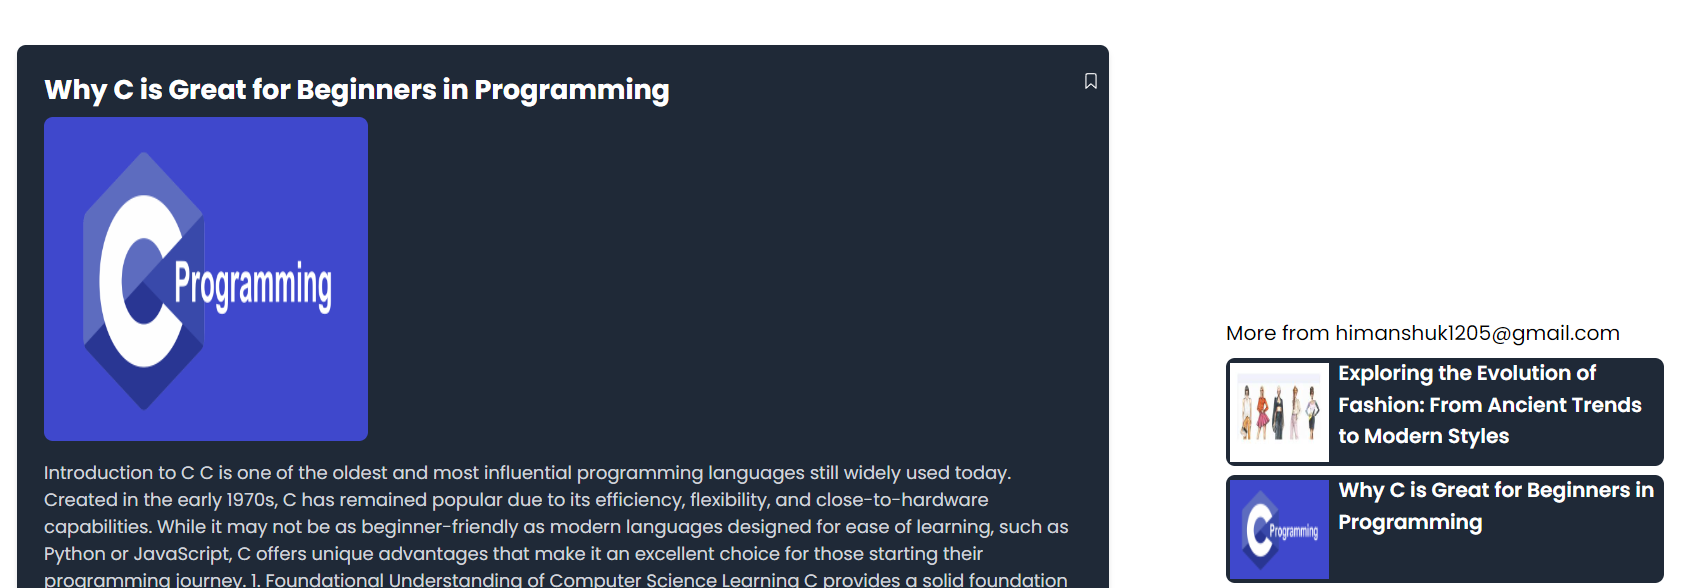 Why C is Great for Beginners in Programming
Programming
Introduction to C C is one of the oldest and most influential programming languages still widely used today.
Created in the early 1970s, C has remained popular due to its efficiency, flexibility, and close-to-hardware
capabilities. While it may not be as beginner-friendly as modern languages designed for ease of learning, such as
Python or JavaScript, C offers unique advantages that make it an excellent choice for those starting their
programming journey. 1. Foundational Understanding of Computer Science Learning C provides a solid foundation
More from himanshuk1205@gmail.com
Exploring the Evolution of
Fashion: From Ancient Trends
to Modern Styles
Programming
Why C is Great for Beginners in
Programming